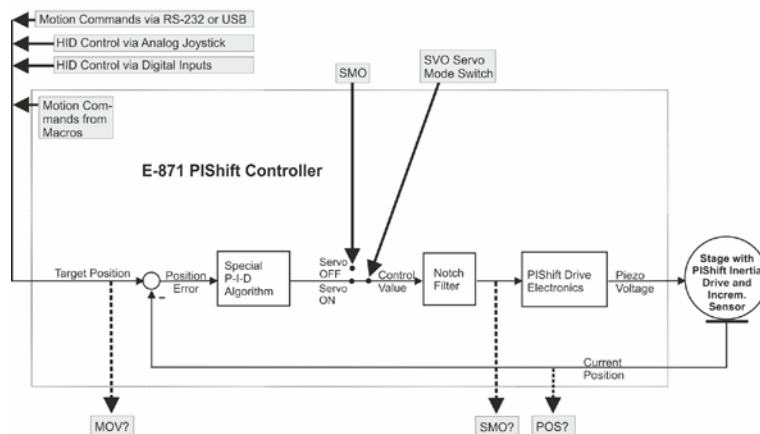 Motion Commands via RS-232 or USB
HID Control via Analog Joystick
HID Control via Digital Inputs
Motion Com-
mands from
Macros
SMO
SVO Servo
Mode Switch
E-871 PIShift Controller
Target Position
Position
Error
Special
P-I-D
Algorithm
Servo
OFF
Servo
ON
Control
Value
Notch
Filter
PIShift Drive
Electronics
Piezo
Voltage
Stage with
PIShift Inertia
Drive and
Increm.
Sensor
–
Current
Position
MOV?
SMO?
POS?